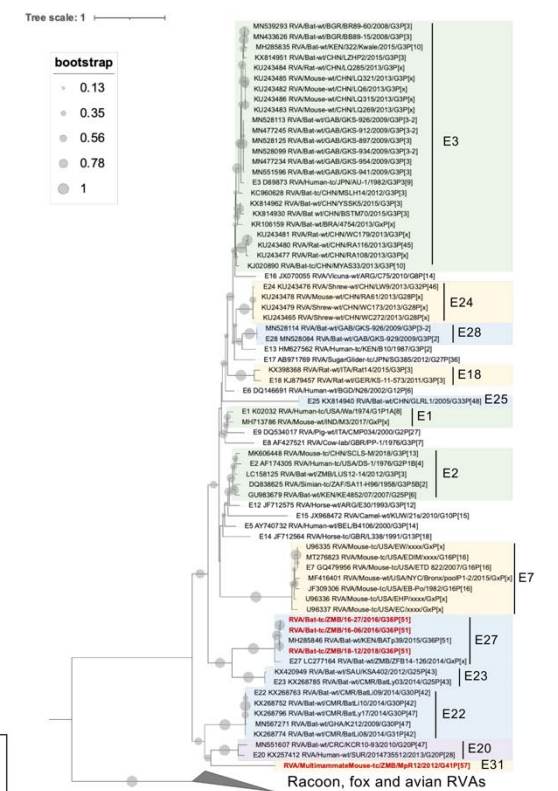 Tree scale: 1
bootstrap
0.13
0.35
0.56
0.78
1
MN539293 RVA/Bat-wt/BGR/BR89-60/2008/G3P[3]
MN433626 RVA/Bat-wt/BGR/BB89-15/2008/G3P[3]
MH285835 RVA/Bat-wt/KEN/322/Kwale/2015/G3P[10]
KX814951 RVA/Bat-wt/CHN/LZHP2/2015/G3P[3]
KU243484 RVA/Rat-wt/CHN/LQ285/2013/GxP[x]
KU243485 RVA/Mouse-wt/CHN/LQ321/2013/GxP[x]
KU243482 RVA/Mouse-wt/CHN/LQ6/2013/GxP[x]
KU243486 RVA/Mouse-wt/CHN/LQ315/2013/GxP[x]
KU243483 RVA/Mouse-wt/CHN/LQ269/2013/GxP[x]
MN528113 RVA/Bat-wt/GAB/GKS-926/2009/G3P[3-2]
MN477245 RVA/Bat-wt/GAB/GKS-912/2009/G3P[3-2]
MN528125 RVA/Bat-wt/GAB/GKS-897/2009/G3P[3]
MN528099 RVA/Bat-wt/GAB/GKS-934/2009/G3P[3-2]
MN477234 RVA/Bat-wt/GAB/GKS-954/2009/G3P[3]
MN551596 RVA/Bat-wt/GAB/GKS-941/2009/G3P[3]
E3 D89873 RVA/Human-tc/JPN/AU-1/1982/G3P3[9]
KC960628 RVA/Bat-tc/CHN/MSLH14/2012/G3P[3]
KX814962 RVA/Bat-wt/CHN/YSSK5/2015/G3P[3]
KX814930 RVA/Bat wt/CHN/BSTM70/2015/G3P[3]
KR106159 RVA/Bat-wt/BRA/4754/2013/GxP[x]
KU243481 RVA/Rat-wt/CHN/WC179/2013/GxP[x]
KU243480 RVA/Rat-wt/CHN/RA116/2013/GxP[45]
KU243477 RVA/Rat-wt/CHN/RA108/2013/GxP[x]
KJ020890 RVA/Bat-tc/CHN/MYAS33/2013/G3P[10]
E3
E16 JX070055 RVA/Vicuna-wt/ARG/C75/2010/G8P[14]
E24 KU243476 RVA/Shrew-wt/CHN/LW9/2013/G32P[46]
KU243478 RVA/Mouse-wt/CHN/RA61/2013/G28P[x]
KU243479 RVA/Shrew-wt/CHN/WC173/2013/G28P[x]
KU243465 RVA/Shrew-wt/CHN/WC272/2013/G28P[x]
E24
MN528114 RVA/Bat-wt/GAB/GKS-926/2009/G3P[3-2]
E28 MN528084 RVA/Bat-wt/GAB/GKS-929/2009/G3P[2]
E28
E13 HM627562 RVA/Human-tc/KEN/B10/1987/G3P[2]
E17 AB971769 RVA/SugarGlider-tc/JPN/SG385/2012/G27P[36]
KX398368 RVA/Rat-wt/ITA/Rat14/2015/G3P[3]
E18 KJ879457 RVA/Rat-wt/GER/KS-11-573/2011/G3P[3]
E18
E6 DQ146691 RVA/Human-wt/BGD/N26/2002/G12P[6]
E25 KX814940 RVA/Bat-wt/CHN/GLRL1/2005/G33P[48]
E25
E1 K02032 RVA/Human-tc/USA/Wa/1974/G1P1A[8]
MH713786 RVA/Mouse-wt/IND/M3/2017/GxP[x]
E1
E9 DQ534017 RVA/Pig-wt/ITA/CMP034/2000/G2P[27]
E8 AF427521 RVA/Cow-lab/GBR/PP-1/1976/G3P[7]
MK606448 RVA/Mouse-tc/CHN/SCLS-M/2018/G3P[13]
E2 AF174305 RVA/Human-tc/USA/DS-1/1976/G2P1B[4]
LC158125 RVA/Bat-wt/ZMB/LUS12-14/2012/G3P[3]
DQ838625 RVA/Simian-tc/ZAF/SA11-H96/1958/G3P5B[2]
GU983679 RVA/Bat-wt/KEN/KE4852/07/2007/G25P[6]
E2
E12 JF712575 RVA/Horse-wt/ARG/E30/1993/G3P[12]
E15 JX968472 RVA/Camel-wt/KUW/21s/2010/G10P[15]
E5 AY740732 RVA/Human-wt/BEL/B4106/2000/G3P[14]
E14 JF712564 RVA/Horse-tc/GBR/L338/1991/G13P[18]
U96335 RVA/Mouse-tc/USA/EW/xxxx/GxP[x]
MT276823 RVA/Mouse-tc/USA/EDIM/xxxx/G16P[16]
E7 GQ479956 RVA/Mouse-tc/USA/ETD 822/2007/G16P[16]
MF416401 RVA/Mouse-wt/USA/NYC/Bronx/poolP1-2/2015/GxP[x]
JF309306 RVA/Mouse-tc/USA/EB-Po/1982/G16P[16]
U96336 RVA/Mouse-tc/USA/EHP/xxxx/GxP[x]
U96337 RVA/Mouse-tc/USA/EC/xxxx/GxP[x]
E7
RVA/Bat-tc/ZMB/16-27/2016/G36P[51]
RVA/Bat-tc/ZMB/16-06/2016/G36P[51]
MH285846 RVA/Bat-wt/KEN/BATp39/2015/G36P[51]
RVA/Bat-tc/ZMB/18-12/2018/G36P[51]
E27 LC277164 RVA/Bat-wt/ZMB/ZFB14-126/2014/GxP[x]
E27
KX420949 RVA/Bat-wt/SAU/KSA402/2012/G25P[43]
E23 KX268785 RVA/Bat-wt/CMR/BatLy03/2014/G25P[43]
E23
E22 KX268763 RVA/Bat-wt/CMR/BatLi09/2014/G30P[42]
KX268752 RVA/Bat-wt/CMR/BatLi10/2014/G30P[42]
KX268796 RVA/Bat-wt/CMR/BatLy17/2014/G30P[47]
MN567271 RVA/Bat-wt/GHA/K212/2009/G30P[47]
KX268774 RVA/Bat-wt/CMR/BatLi08/2014/G31P[42]
E22
MN551607 RVA/Bat-wt/CRC/KCR10-93/2010/G20P[47]
E20 KX257412 RVA/Human-wt/SUR/2014735512/2013/G20P[28]
E20
RVA/MultimammateMouse-tc/ZMB/MpR12/2012/G41P[57]
E31
Racoon, fox and avian RVAs